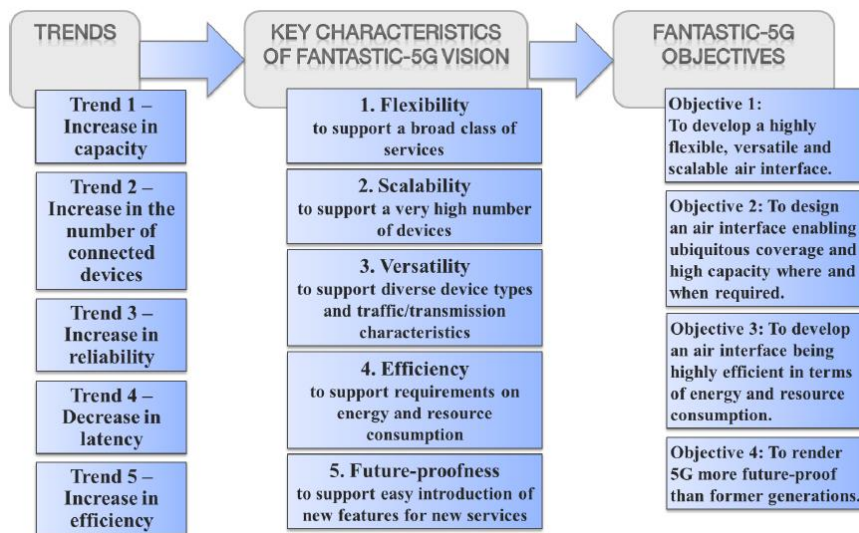 TRENDS
Trend 1 –
Increase in
capacity
Trend 2 –
Increase in the
number of
connected
devices
Trend 3 –
Increase in
reliability
Trend 4 –
Decrease in
latency
Trend 5 –
Increase in
efficiency
KEY CHARACTERISTICS
OF FANTASTIC-5G VISION
1. Flexibility
to support a broad class of
services
2. Scalability
to support a very high number
of devices
3. Versatility
to support diverse device types
and traffic/transmission
characteristics
4. Efficiency
to support requirements on
energy and resource
consumption
5. Future-proofness
to support easy introduction of
new features for new services
FANTASTIC-5G
OBJECTIVES
Objective 1:
To develop a highly
flexible, versatile and
scalable air interface.
Objective 2: To design
an air interface enabling
ubiquitous coverage and
high capacity where and
when required.
Objective 3: To develop
an air interface being
highly efficient in terms
of energy and resource
consumption.
Objective 4: To render
5G more future-proof
than former generations.